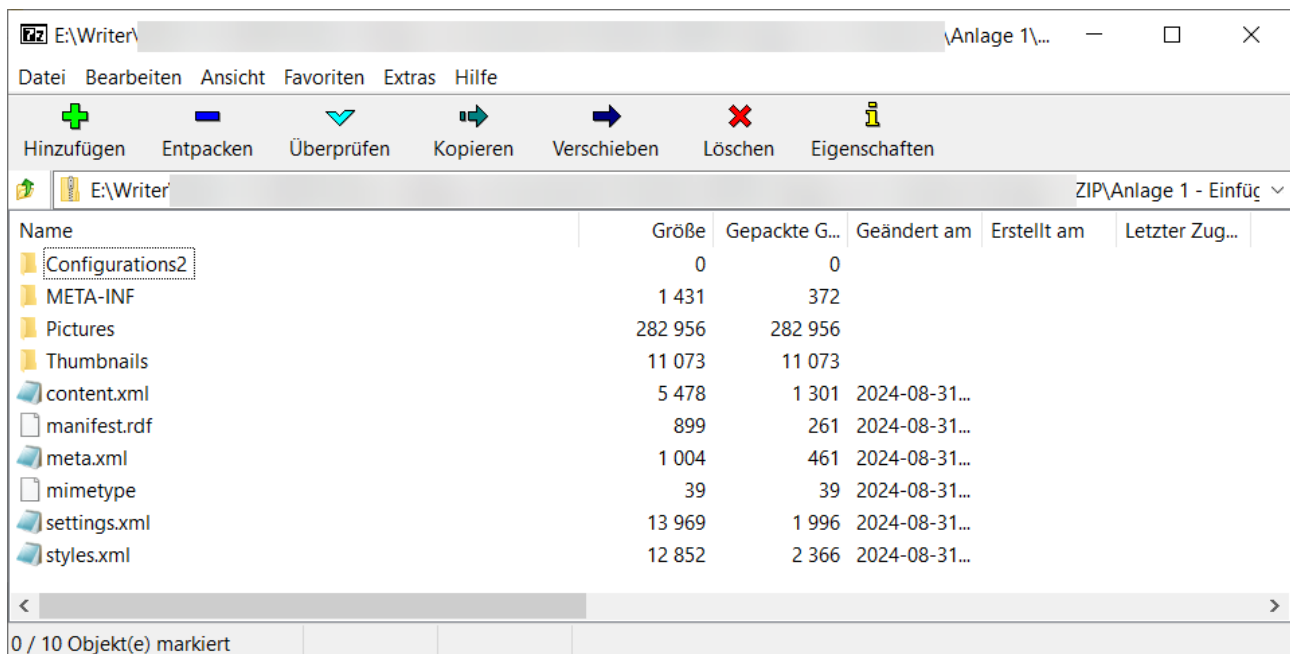 E:\Writer\ \Anlage 1\...
Datei Bearbeiten Ansicht Favoriten Extras Hilfe
Hinzufügen Entpacken Überprüfen Kopieren Verschieben Löschen Eigenschaften
E:\Writer ZIP\Anlage 1 - Einfüg
Name Größe Gepackte G... Geändert am Erstellt am Letzter Zug...
Configurations2 0 0
META-INF 1 431 372
Pictures 282 956 282 956
Thumbnails 11 073 11 073
content.xml 5 478 1 301 2024-08-31...
manifest.rdf 899 261 2024-08-31...
meta.xml 1 004 461 2024-08-31...
mimetype 39 39 2024-08-31...
settings.xml 13 969 1 996 2024-08-31...
styles.xml 12 852 2 366 2024-08-31...
0 / 10 Objekt(e) markiert